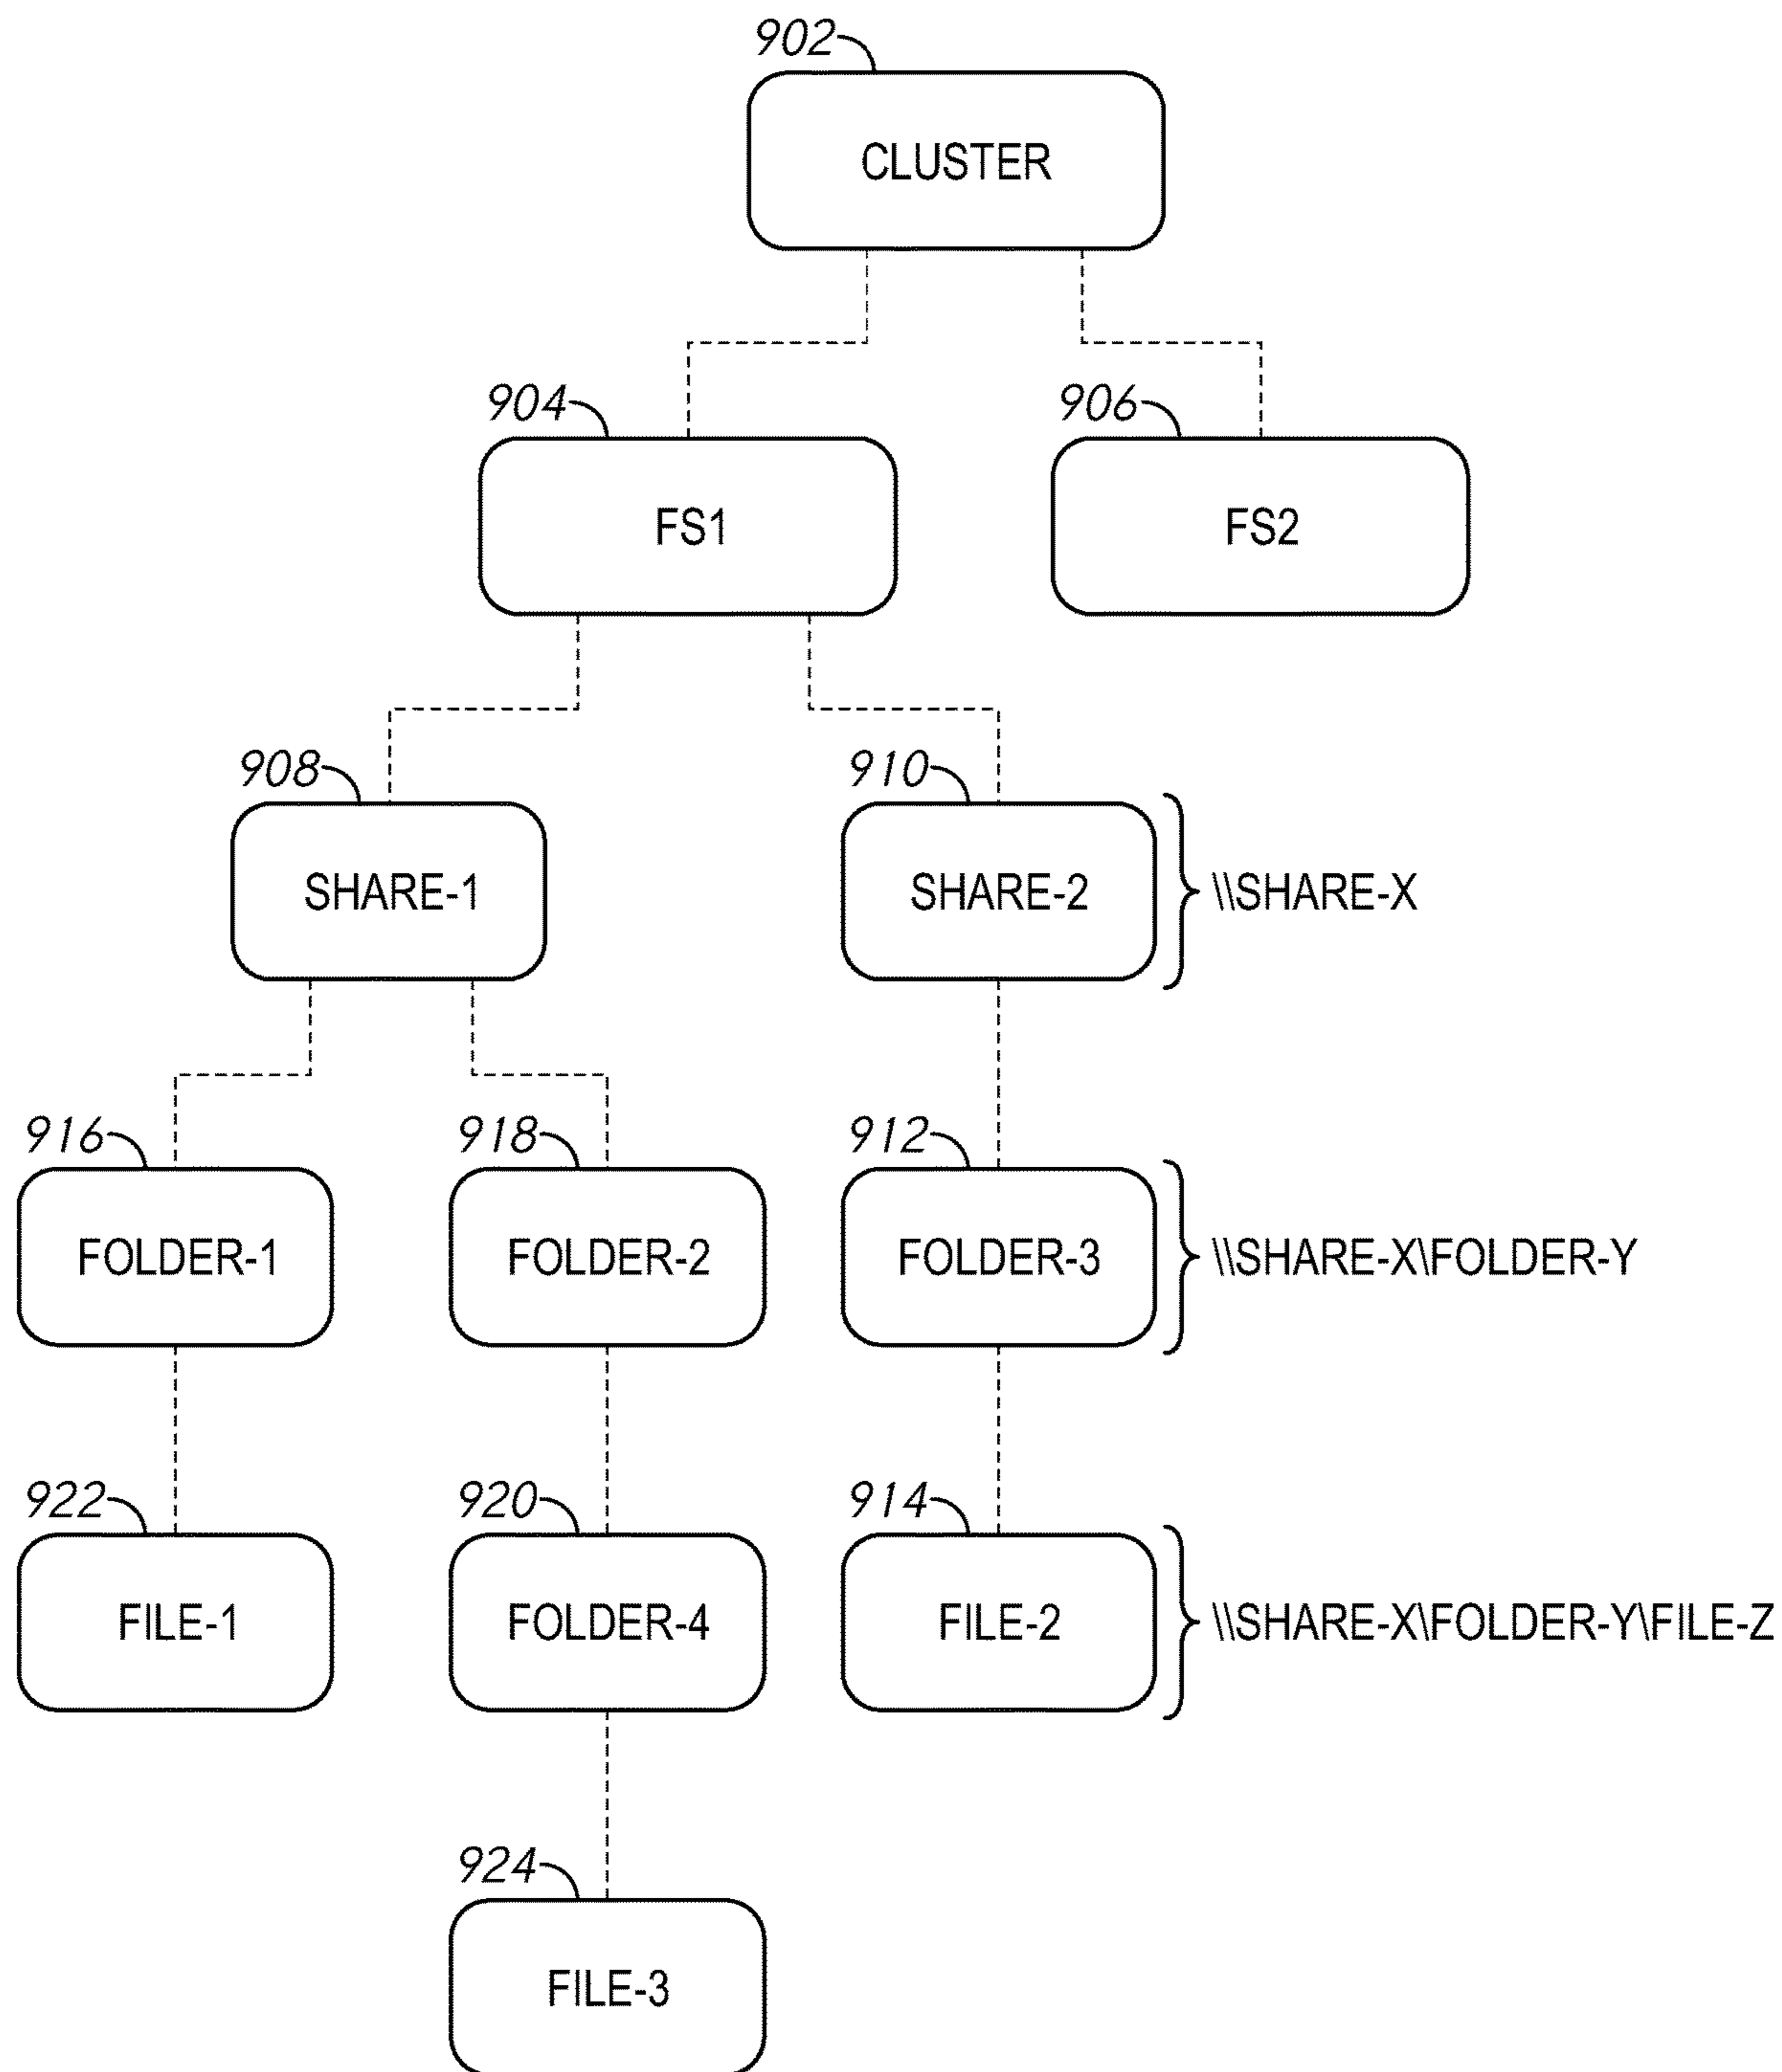 902
CLUSTER
904
906
FS1
FS2
908
910
SHARE-1
SHARE-2
\\SHARE-X
916
918
912
FOLDER-1
FOLDER-2
FOLDER-3
\\SHARE-X\FOLDER-Y
922
920
914
FILE-1
FOLDER-4
FILE-2
\\SHARE-X\FOLDER-Y\FILE-Z
924
FILE-3